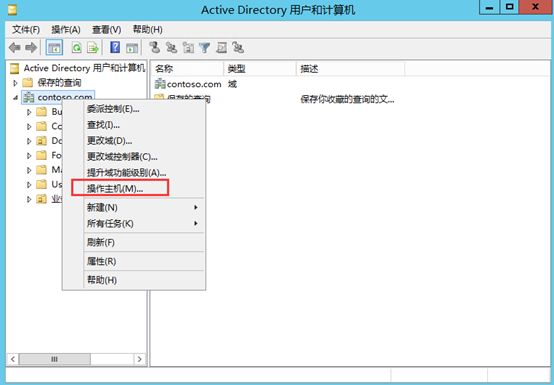 Active Directory 用户和计算机
文件(F) 操作(A) 查看(V) 帮助(H)
Active Directory 用户和计算机
保存的查询
contoso.com
Bu
Co
Do
Fo
Ma
Us
委派控制(E)...
查找(I)...
更改域(D)...
更改域控制器(C)...
提升域功能级别(A)...
操作主机(M)...
新建(N)
所有任务(K)
刷新(F)
属性(R)
帮助(H)
名称 类型 描述
contoso.com 域
保存的查询 保存你收藏的查询的文...